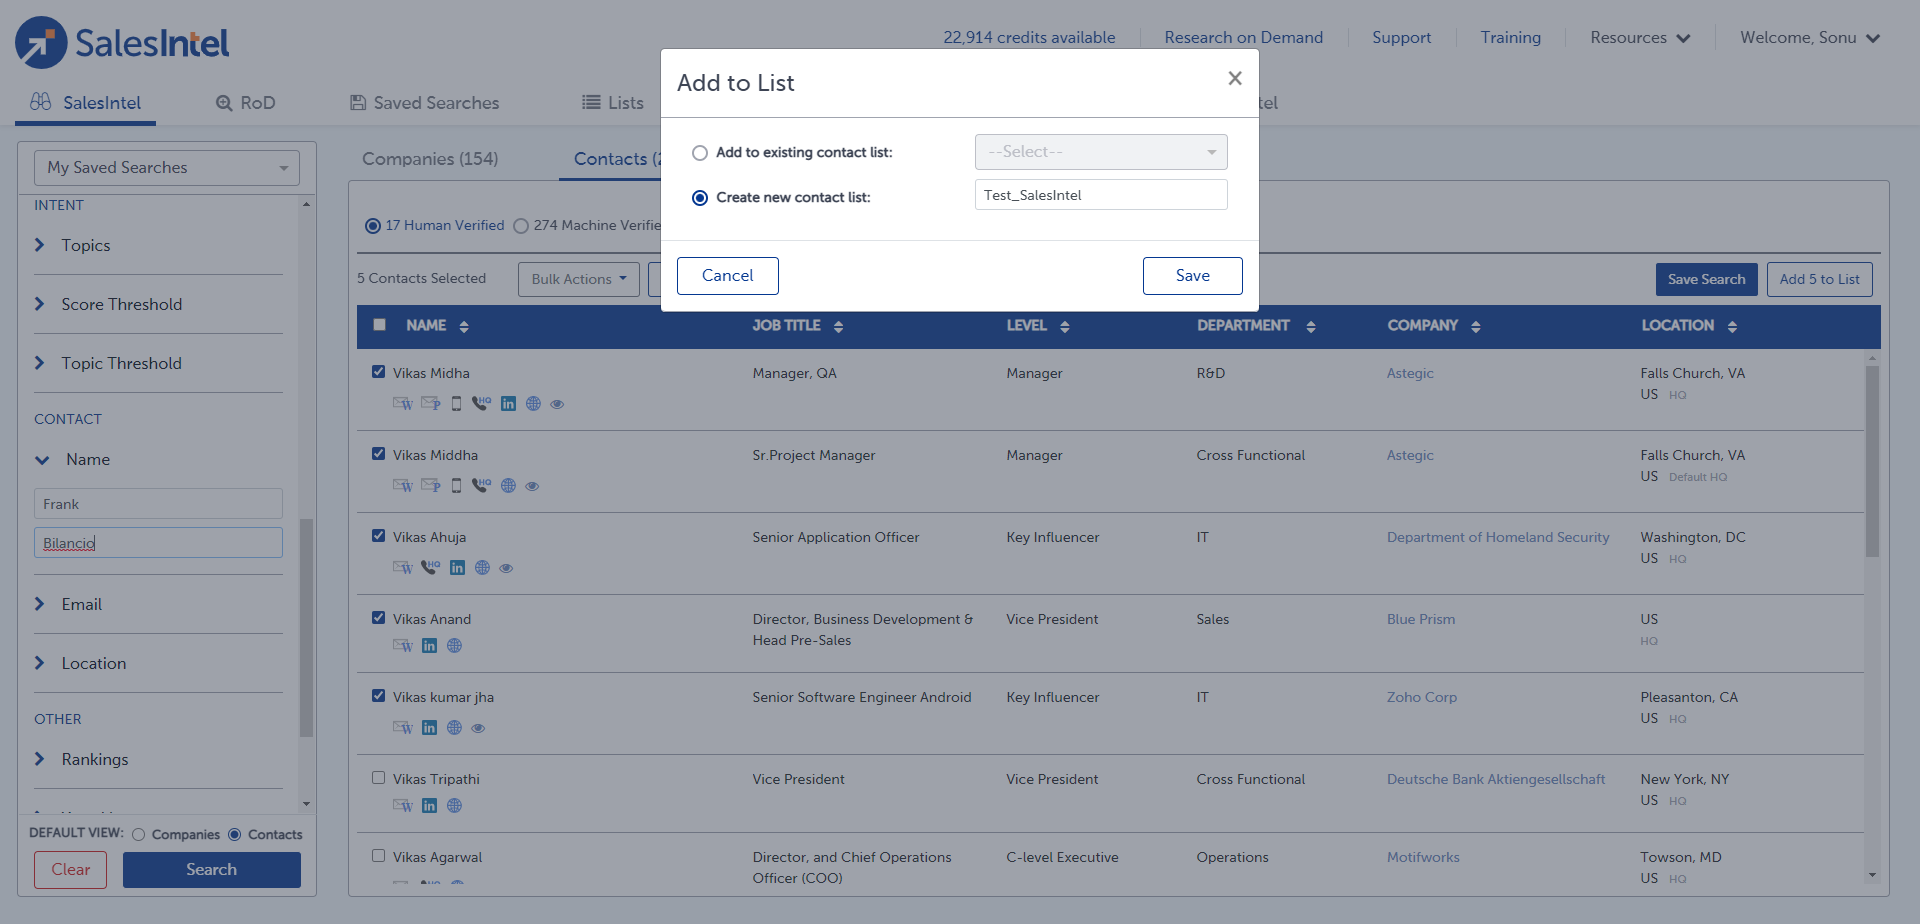 SalesIntel
22,914 credits available
Research on Demand
Support
Training
Resources
Welcome, Sonu
SalesIntel
RoD
Saved Searches
Lists
tel
Add to List
Add to existing contact list:
--Select--
Create new contact list:
Test_SalesIntel
Cancel
Save
My Saved Searches
INTENT
Topics
Score Threshold
Topic Threshold
CONTACT
Name
Frank
Bilancio
Email
Location
OTHER
Rankings
DEFAULT VIEW: Companies Contacts
Clear
Search
Companies (154)
Contacts (2
17 Human Verified
274 Machine Verifie
5 Contacts Selected
Bulk Actions
Save Search
Add 5 to List
NAME JOB TITLE LEVEL DEPARTMENT COMPANY LOCATION
Vikas Midha Manager, QA Manager R&D Astegic Falls Church, VA
US HQ
W P HQ in
Vikas Middha Sr.Project Manager Manager Cross Functional Astegic Falls Church, VA
US Default HQ
W P HQ
Vikas Ahuja Senior Application Officer Key Influencer IT Department of Homeland Security Washington, DC
US HQ
W HQ in
Vikas Anand Director, Business Development & Vice President Sales Blue Prism US
Head Pre-Sales HQ
W in
Vikas kumar jha Senior Software Engineer Android Key Influencer IT Zoho Corp Pleasanton, CA
US HQ
W in
Vikas Tripathi Vice President Vice President Cross Functional Deutsche Bank Aktiengesellschaft New York, NY
US HQ
W in
Vikas Agarwal Director, and Chief Operations C-level Executive Operations Motifworks Towson, MD
Officer (COO) US HQ